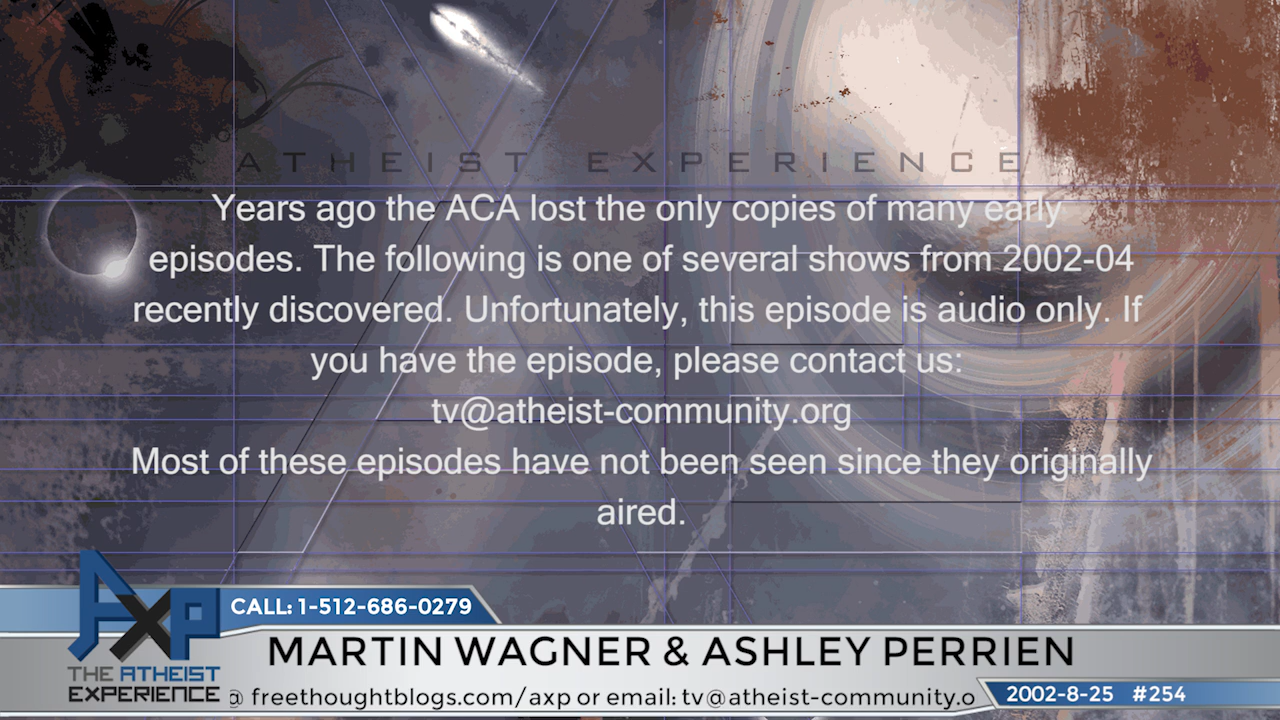 ATHEIST EXPERIENCE
Years ago the ACA lost the only copies of many early
episodes. The following is one of several shows from 2002-04
recently discovered. Unfortunately, this episode is audio only. If
you have the episode, please contact us:
tv@atheist-community.org
Most of these episodes have not been seen since they originally
aired.
AXP
CALL: 1-512-686-0279
MARTIN WAGNER & ASHLEY PERRIEN
THE ATHEIST
EXPERIENCE
@ freethoughtblogs.com/axp or email: tv@atheist-community.o
2002-8-25 #254